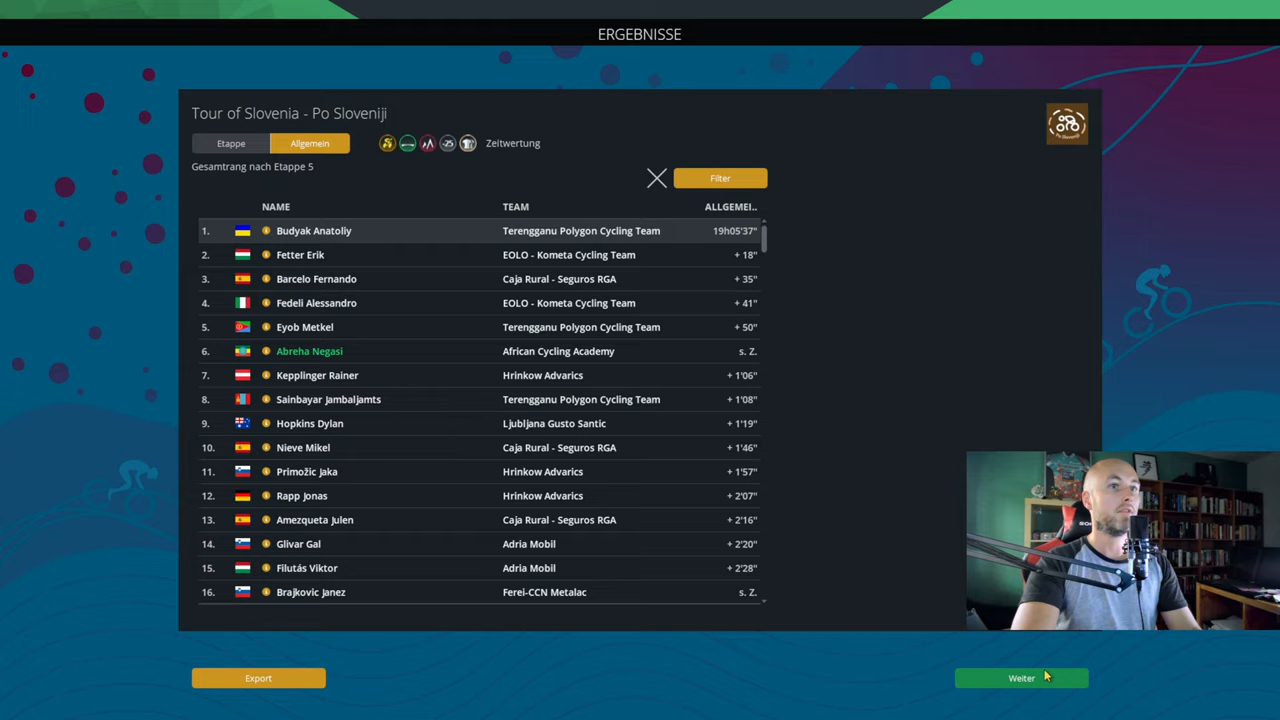 ERGEBNISSE
Tour of Slovenia - Po Sloveniji
Po Sloveniji
Etappe Allgemein -25 Zeitwertung
Gesamtrang nach Etappe 5
Filter
NAME TEAM ALLGEMEI..
1. Budyak Anatoliy Terengganu Polygon Cycling Team 19h05'37"
2. Fetter Erik EOLO - Kometa Cycling Team + 18"
3. Barcelo Fernando Caja Rural - Seguros RGA + 35"
4. Fedeli Alessandro EOLO - Kometa Cycling Team + 41"
5. Eyob Metkel Terengganu Polygon Cycling Team + 50"
6. Abreha Negasi African Cycling Academy s. Z.
7. Kepplinger Rainer Hrinkow Advarics + 1'06"
8. Sainbayar Jambaljamts Terengganu Polygon Cycling Team + 1'08"
9. Hopkins Dylan Ljubljana Gusto Santic + 1'19"
10. Nieve Mikel Caja Rural - Seguros RGA + 1'46"
11. Primožic Jaka Hrinkow Advarics + 1'57"
12. Rapp Jonas Hrinkow Advarics + 2'07"
13. Amezqueta Julen Caja Rural - Seguros RGA + 2'16"
14. Glivar Gal Adria Mobil + 2'20"
15. Filutás Viktor Adria Mobil + 2'28"
16. Brajkovic Janez Ferei-CCN Metalac s. Z.
Export Weiter